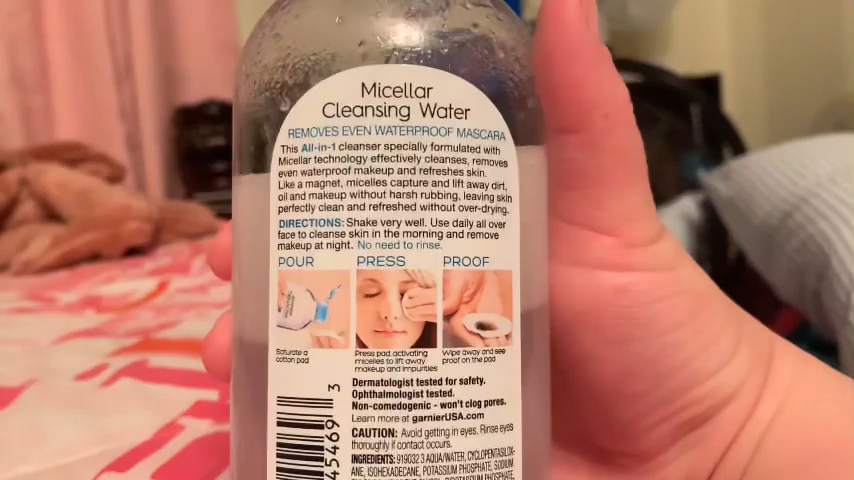 Micellar
Cleansing Water
REMOVES EVEN WATERPROOF MASCARA
This All-in-1 cleanser specially formulated with
Micellar technology effectively cleanses, removes
even waterproof makeup and refreshes skin.
Like a magnet, micelles capture and lift away dirt,
oil and makeup without harsh rubbing, leaving skin
perfectly clean and refreshed without over-drying.
DIRECTIONS: Shake very well. Use daily all over
face to cleanse skin in the morning and remove
makeup at night. No need to rinse.
POUR PRESS PROOF
Saturate a
cotton pad
Press pad, activating
micelles to lift away
makeup and impurities
Wipe away and see
proof on the pad
Dermatologist tested for safety.
Ophthalmologist tested.
Non-comedogenic - won't clog pores.
Learn more at garnierUSA.com
CAUTION: Avoid getting in eyes. Rinse eyes
thoroughly if contact occurs.
INGREDIENTS: 919032 3 AQUA/WATER, CYCLOPENTASILOX-
ANE, ISOHEXADECANE, POTASSIUM PHOSPHATE, SODIUM
45469 3